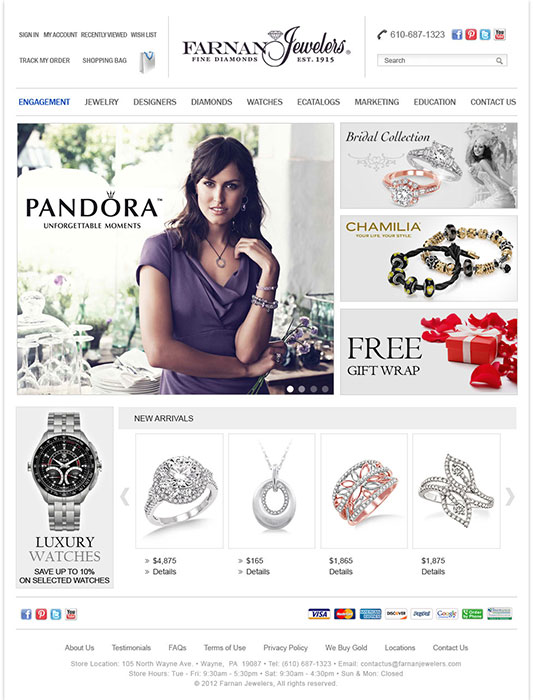 SIGN IN MY ACCOUNT RECENTLY VIEWED WISH LIST
TRACK MY ORDER SHOPPING BAG
FARNAN Jewelers®
FINE DIAMONDS EST. 1915
610-687-1323
Search
ENGAGEMENT JEWELRY DESIGNERS DIAMONDS WATCHES ECATALOGS MARKETING EDUCATION CONTACT US
PANDORA™
UNFORGETTABLE MOMENTS
Bridal Collection
CHAMILIA
YOUR LIFE. YOUR STYLE.
FREE
GIFT WRAP
LUXURY
WATCHES
SAVE UP TO 10%
ON SELECTED WATCHES
NEW ARRIVALS
» $4,875
» Details
» $165
» Details
$1,865
Details
$1,875
Details
VISA MasterCard DISCOVER PayPal Google
About Us Testimonials FAQs Terms of Use Privacy Policy We Buy Gold Locations Contact Us
Store Location: 105 North Wayne Ave. • Wayne, PA 19087 • Tel: (610) 687-1323 • Email: contactus@farnanjewelers.com
Store Hours: Tue - Fri: 9:30am - 5:30pm • Sat: 9:30am - 4:30pm • Sun & Mon: Closed
© 2012 Farnan Jewelers, All rights reserved.